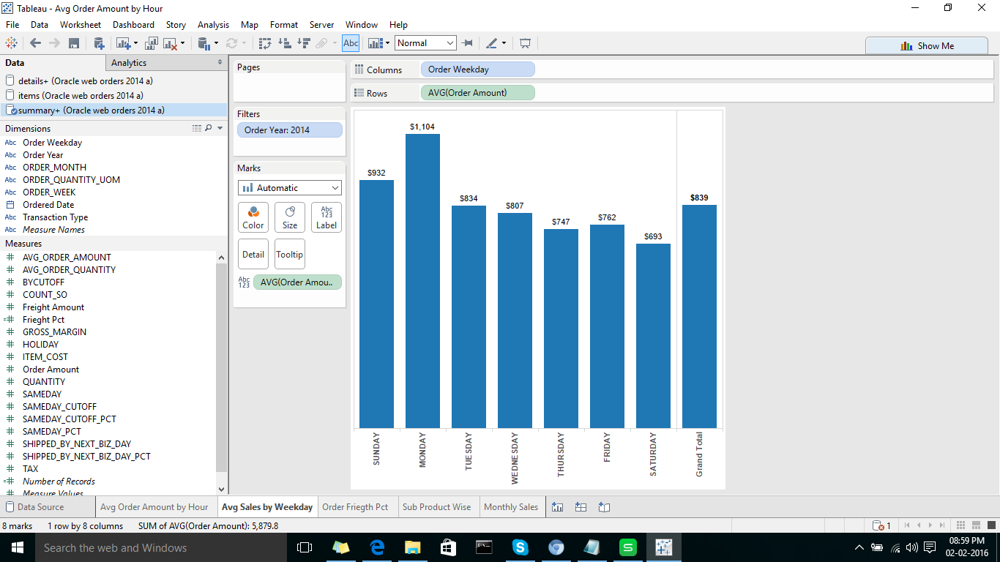 Tableau - Avg Order Amount by Hour
File Data Worksheet Dashboard Story Analysis Map Format Server Window Help
Abc Normal Show Me
Data Analytics
details+ (Oracle web orders 2014 a)
items (Oracle web orders 2014 a)
summary+ (Oracle web orders 2014 a)
Dimensions
Abc Order Weekday
Abc Order Year
Abc ORDER_MONTH
Abc ORDER_QUANTITY_UOM
Abc ORDER_WEEK
Ordered Date
Abc Transaction Type
Abc Measure Names
Measures
AVG_ORDER_AMOUNT
AVG_ORDER_QUANTITY
BYCUTOFF
COUNT_SO
Freight Amount
Frieght Pct
GROSS_MARGIN
HOLIDAY
ITEM_COST
Order Amount
QUANTITY
SAMEDAY
SAMEDAY_CUTOFF
SAMEDAY_CUTOFF_PCT
SAMEDAY_PCT
SHIPPED_BY_NEXT_BIZ_DAY
SHIPPED_BY_NEXT_BIZ_DAY_PCT
TAX
Number of Records
Measure Values
Pages
Filters
Order Year: 2014
Marks
Automatic
Abc
123
Color Size Label
Detail Tooltip
Abc
123 AVG(Order Amou..
Columns Order Weekday
Rows AVG(Order Amount)
$932 $1,104 $834 $807 $747 $762 $693 $839
SUNDAY MONDAY TUESDAY WEDNESDAY THURSDAY FRIDAY SATURDAY Grand Total
Data Source Avg Order Amount by Hour Avg Sales by Weekday Order Friegth Pct Sub Product Wise Monthly Sales
8 marks 1 row by 8 columns SUM of AVG(Order Amount): 5,879.8 1
Search the web and Windows
08:59 PM
02-02-2016